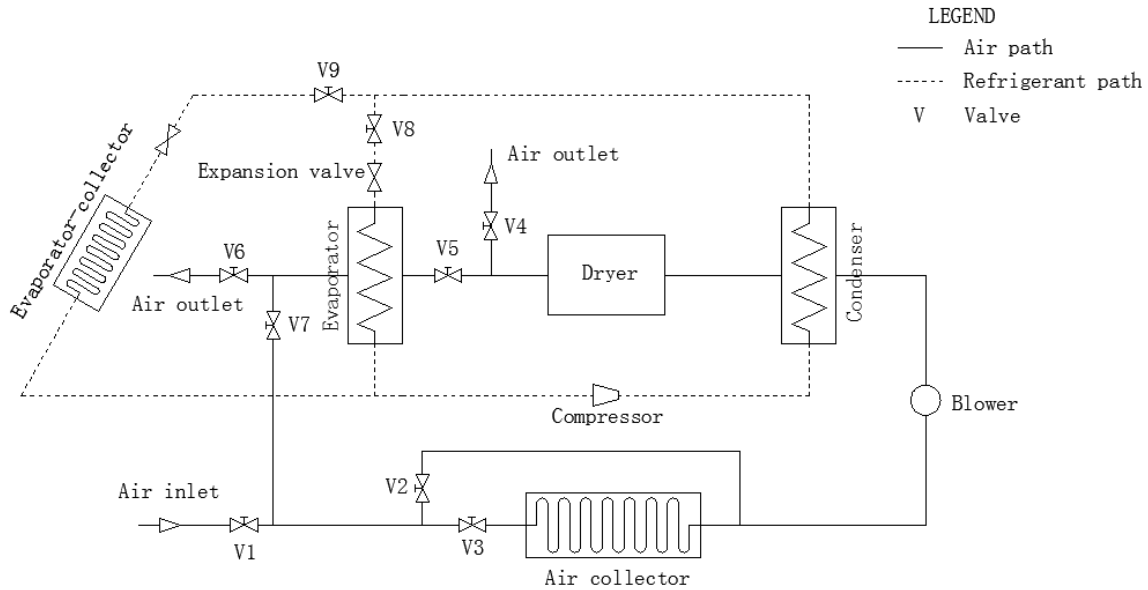 LEGEND
Air path
Refrigerant path
V Valve
V9
V8
Expansion valve
Air outlet
Evaporator-collector
V6
V5
V4
Dryer
Air outlet
V7
Evaporator
Condenser
Compressor
Blower
Air inlet
V2
V1
V3
Air collector